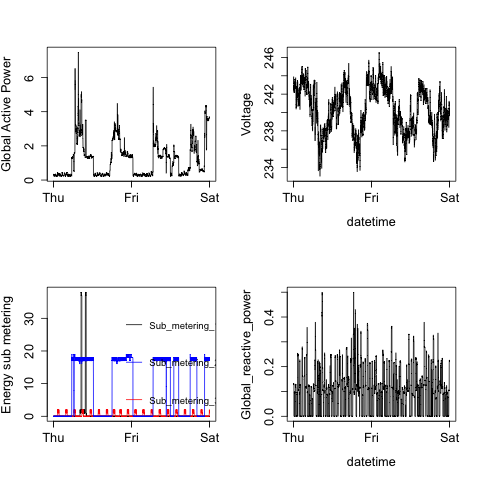 Global Active Power
0 2 4 6
Thu Fri Sat
Voltage
234 238 242 246
Thu Fri Sat
datetime
Energy sub metering
0 10 20 30
Sub_metering_
Sub_metering_
Sub_metering_
Thu Fri Sat
Global_reactive_power
0.0 0.2 0.4
Thu Fri Sat
datetime